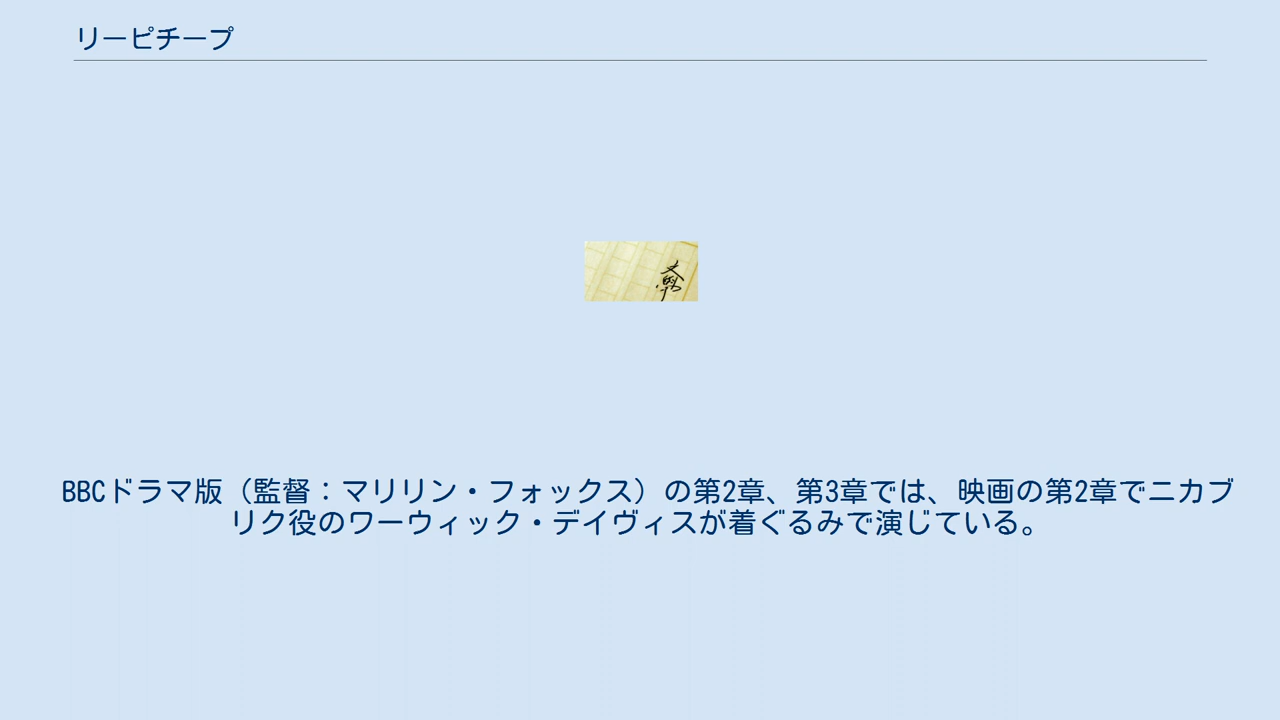 リーピチープ
BBCドラマ版（監督：マリリン・フォックス）の第2章、第3章では、映画の第2章でニカブ
リク役のワーウィック・デイヴィスが着ぐるみで演じている。